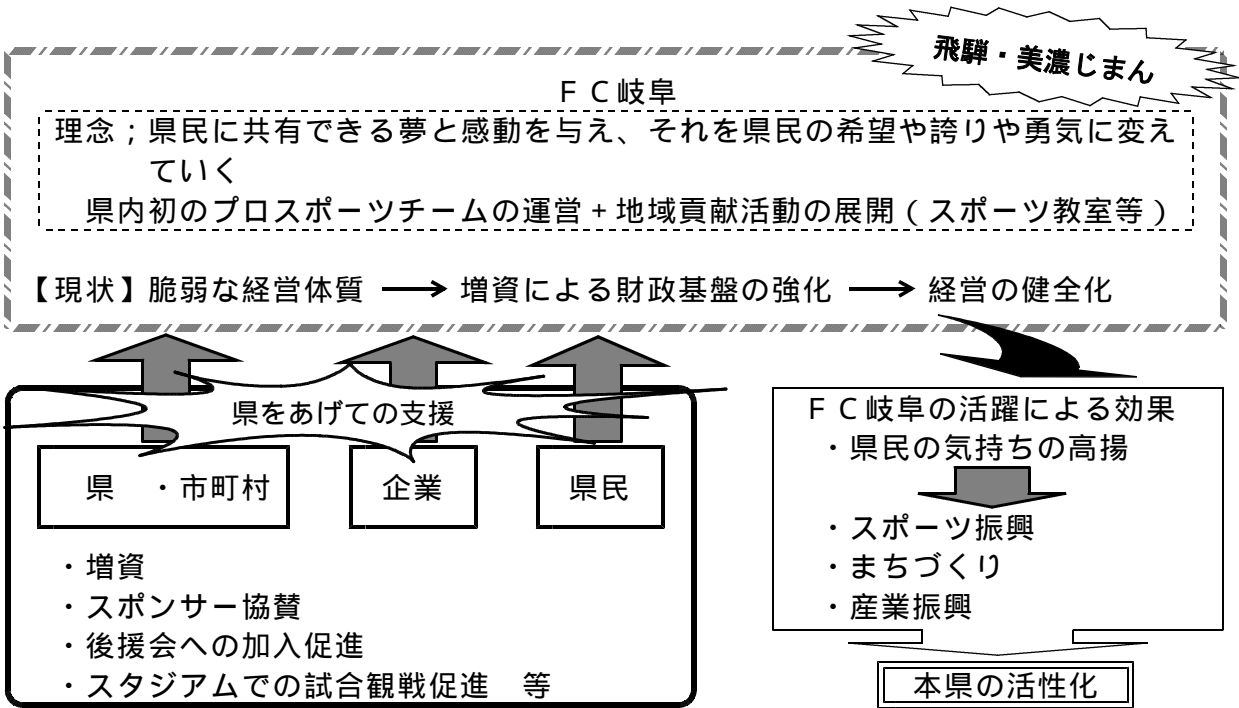 飛騨・美濃じまん
ＦＣ岐阜
理念；県民に共有できる夢と感動を与え、それを県民の希望や誇りや勇気に変え
ていく
県内初のプロスポーツチームの運営＋地域貢献活動の展開（スポーツ教室等）
【現状】脆弱な経営体質 → 増資による財政基盤の強化 → 経営の健全化
県をあげての支援
県　・市町村
企業
県民
・増資
・スポンサー協賛
・後援会への加入促進
・スタジアムでの試合観戦促進　等
ＦＣ岐阜の活躍による効果
・県民の気持ちの高揚
・スポーツ振興
・まちづくり
・産業振興
本県の活性化